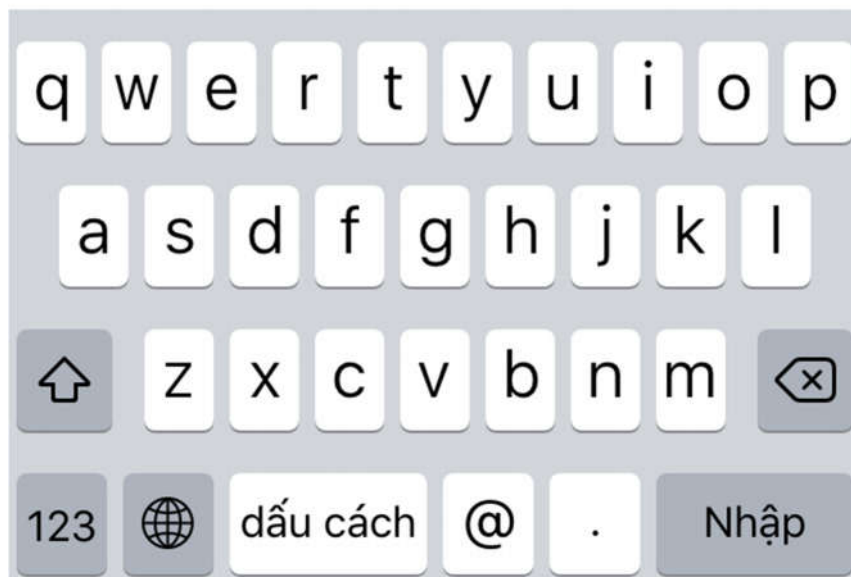 q w e r t y u i o p
a s d f g h j k l
z x c v b n m
123 dấu cách @ . Nhập